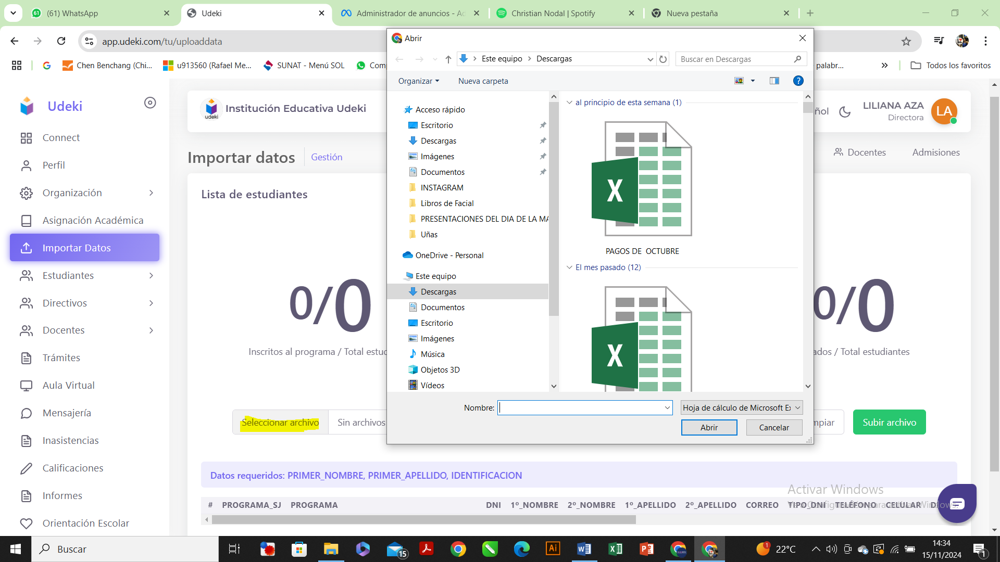 (61) WhatsApp
Udeki
Administrador de anuncios - Ad
Christian Nodal | Spotify
Nueva pestaña
app.udeki.com/tu/uploaddata
Chen Benchang (Chi...
u913560 (Rafael Me...
SUNAT - Menú SOL
Com
palabr...
Todos los favoritos
Abrir
Este equipo
Descargas
Buscar en Descargas
Organizar
Nueva carpeta
Acceso rápido
Escritorio
Descargas
Imágenes
Documentos
INSTAGRAM
Libros de Facial
PRESENTACIONES DEL DIA DE LA MA
Uñas
OneDrive - Personal
Este equipo
Descargas
Documentos
Escritorio
Imágenes
Música
Objetos 3D
Vídeos
al principio de esta semana (1)
PAGOS DE OCTUBRE
El mes pasado (12)
Nombre:
Hoja de cálculo de Microsoft Ex
Abrir
Cancelar
Udeki
Connect
Perfil
Organización
Asignación Académica
Importar Datos
Estudiantes
Directivos
Docentes
Trámites
Aula Virtual
Mensajería
Inasistencias
Calificaciones
Informes
Orientación Escolar
udeki
Institución Educativa Udeki
ñol
LILIANA AZA
Directora
LA
Importar datos
Gestión
Docentes
Admisiones
Lista de estudiantes
0/0
Inscritos al programa / Total estuc
0/0
ados / Total estudiantes
Seleccionar archivo
Sin archivos
npiar
Subir archivo
Datos requeridos: PRIMER_NOMBRE, PRIMER_APELLIDO, IDENTIFICACION
# PROGRAMA_SJ PROGRAMA DNI 1º_NOMBRE 2º_NOMBRE 1º_APELLIDO 2º_APELLIDO CORREO TIPO_DNI TELÉFONO CELULAR
Activar Windows
Ve a Configuración para activar Windows.
Buscar
15
Ai
1
22°C
14:34
15/11/2024
1